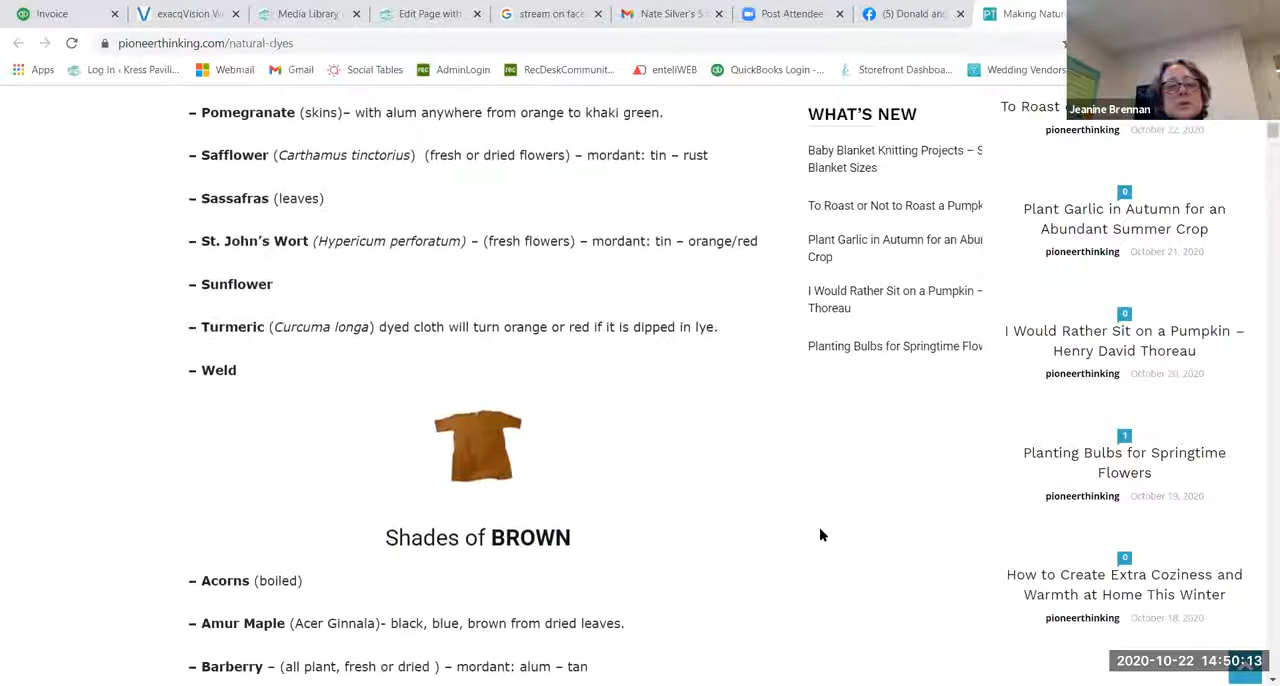 Invoice
exacqVision W
Media Library
Edit Page with
stream on face
Nate Silver's 5
Post Attendee
(5) Donald and
Making Natur
pioneerthinking.com/natural-dyes
Apps
Log In ‹ Kress Pavili...
Webmail
Gmail
Social Tables
AdminLogin
RecDeskCommunit...
enteliWEB
QuickBooks Login -...
Storefront Dashboa...
Wedding Vendors
Jeanine Brennan
– Pomegranate (skins)– with alum anywhere from orange to khaki green.
– Safflower (Carthamus tinctorius) (fresh or dried flowers) – mordant: tin – rust
– Sassafras (leaves)
– St. John's Wort (Hypericum perforatum) – (fresh flowers) – mordant: tin – orange/red
– Sunflower
– Turmeric (Curcuma longa) dyed cloth will turn orange or red if it is dipped in lye.
– Weld
Shades of BROWN
– Acorns (boiled)
– Amur Maple (Acer Ginnala)- black, blue, brown from dried leaves.
– Barberry – (all plant, fresh or dried ) – mordant: alum – tan
WHAT'S NEW
Baby Blanket Knitting Projects – S
Blanket Sizes
To Roast or Not to Roast a Pumpk
Plant Garlic in Autumn for an Abu
Crop
I Would Rather Sit on a Pumpkin –
Thoreau
Planting Bulbs for Springtime Flow
To Roast
pioneerthinking October 22, 2020
0
Plant Garlic in Autumn for an
Abundant Summer Crop
pioneerthinking October 21, 2020
0
I Would Rather Sit on a Pumpkin –
Henry David Thoreau
pioneerthinking October 20, 2020
1
Planting Bulbs for Springtime
Flowers
pioneerthinking October 19, 2020
0
How to Create Extra Coziness and
Warmth at Home This Winter
pioneerthinking October 18, 2020
2020-10-22 14:50:13